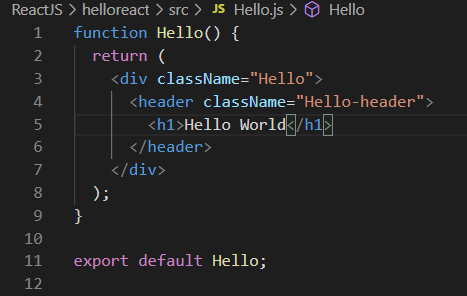 ReactJS > helloreact > src > JS Hello.js > Hello
1 function Hello() {
2   return (
3     <div className="Hello">
4       <header className="Hello-header">
5         <h1>Hello World</h1>
6       </header>
7     </div>
8   );
9 }
10
11 export default Hello;
12